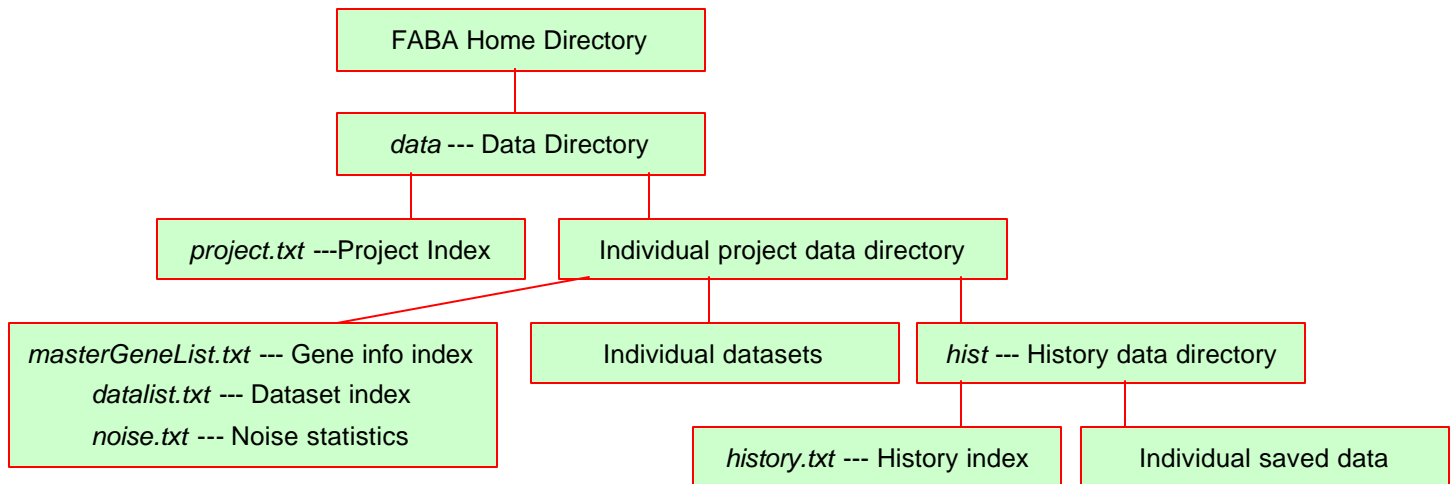 FABA Home Directory
data --- Data Directory
project.txt ---Project Index
Individual project data directory
masterGeneList.txt --- Gene info index
datalist.txt --- Dataset index
noise.txt --- Noise statistics
Individual datasets
hist --- History data directory
history.txt --- History index
Individual saved data